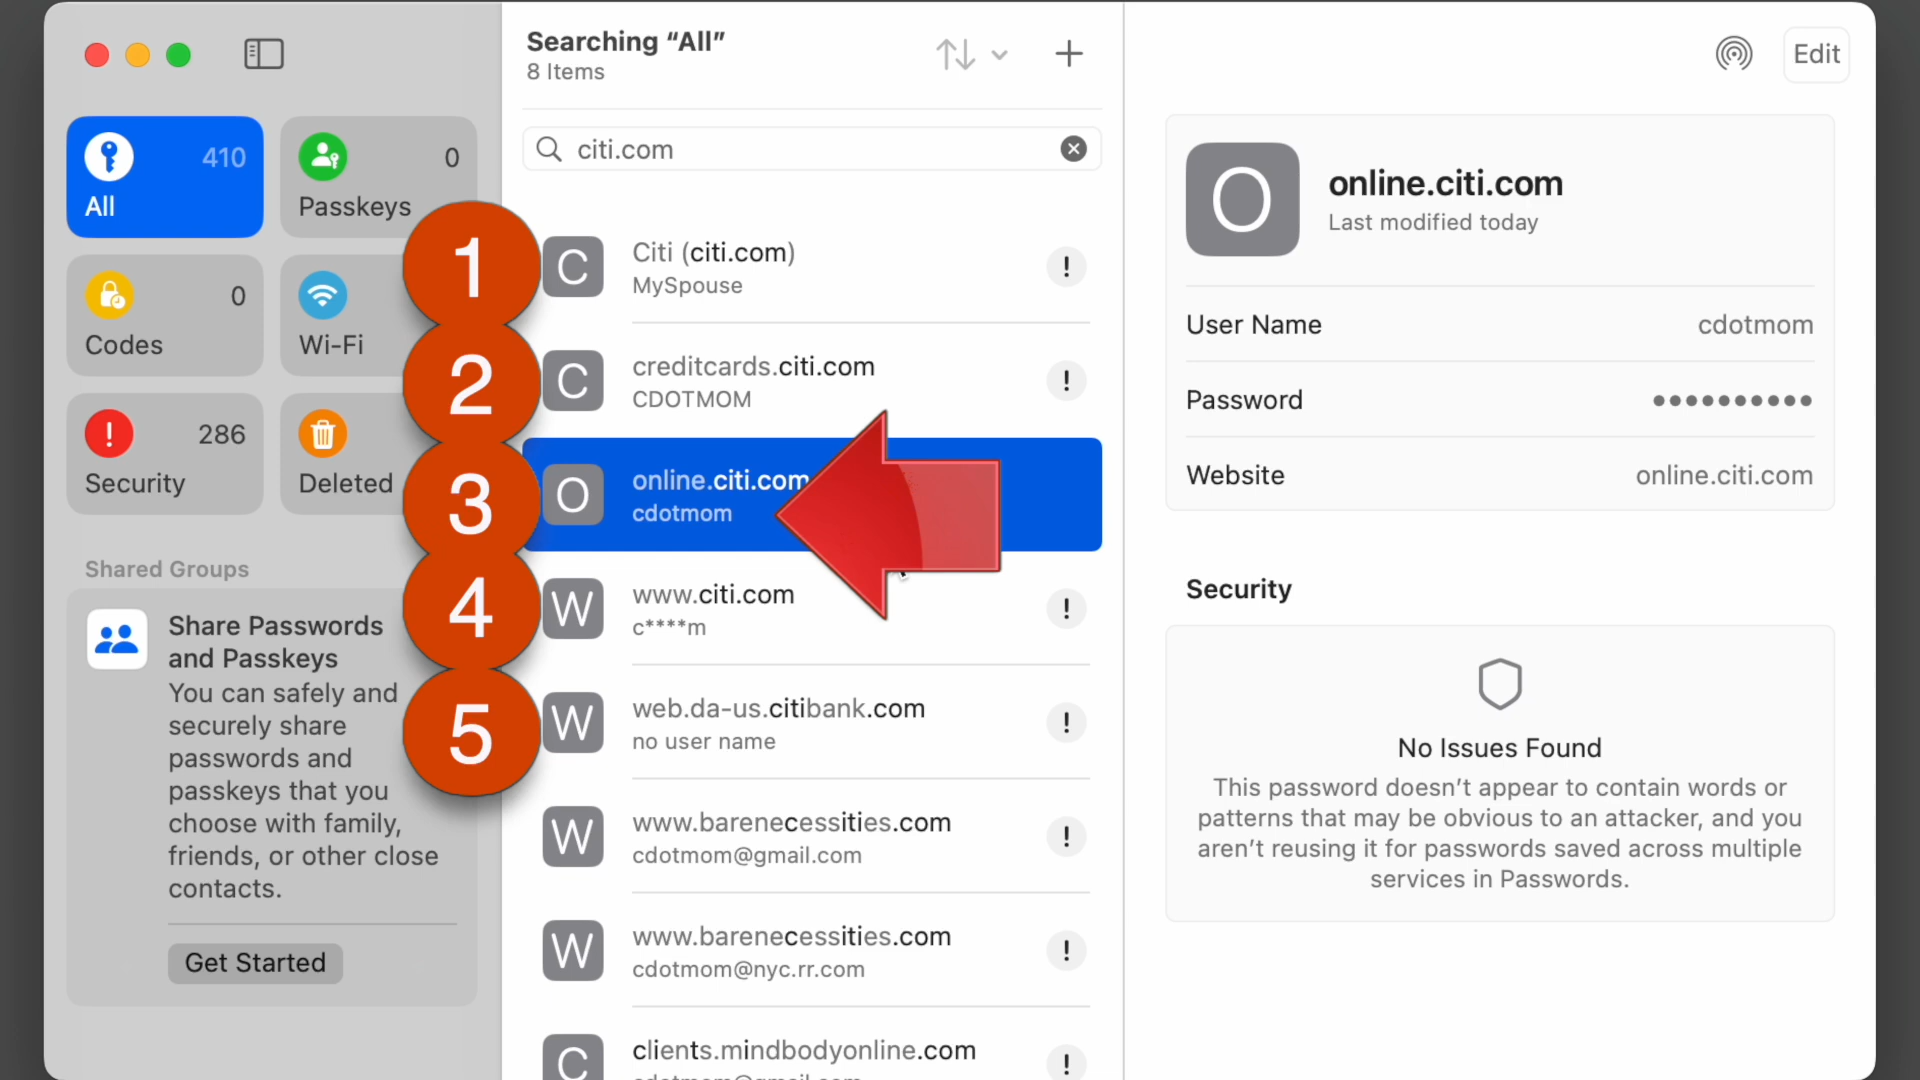 Searching “All”
8 Items
Edit
citi.com
410
All
0
Passkeys
0
Codes
Wi-Fi
286
Security
Deleted
Shared Groups
Share Passwords
and Passkeys
You can safely and
securely share
passwords and
passkeys that you
choose with family,
friends, or other close
contacts.
Get Started
1
C
Citi (citi.com)
MySpouse
!
2
C
creditcards.citi.com
CDOTMOM
!
3
O
online.citi.com
cdotmom
4
W
www.citi.com
c****m
!
5
W
web.da-us.citibank.com
no user name
!
W
www.barenecessities.com
cdotmom@gmail.com
!
W
www.barenecessities.com
cdotmom@nyc.rr.com
!
C
clients.mindbodyonline.com
!
O
online.citi.com
Last modified today
User Name
cdotmom
Password
••••••••••
Website
online.citi.com
Security
No Issues Found
This password doesn’t appear to contain words or
patterns that may be obvious to an attacker, and you
aren’t reusing it for passwords saved across multiple
services in Passwords.